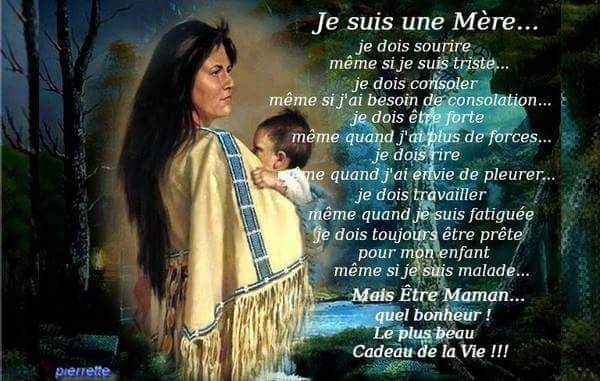 Je suis une Mère...
je dois sourire
même si je suis triste...
je dois consoler
même si j'ai besoin de consolation...
je dois être forte
même quand j'ai plus de forces...
je dois rire
même quand j'ai envie de pleurer...
je dois travailler
même quand je suis fatiguée
je dois toujours être prête
pour mon enfant
même si je suis malade...
Mais Être Maman...
quel bonheur !
Le plus beau
Cadeau de la Vie !!!
pierrette